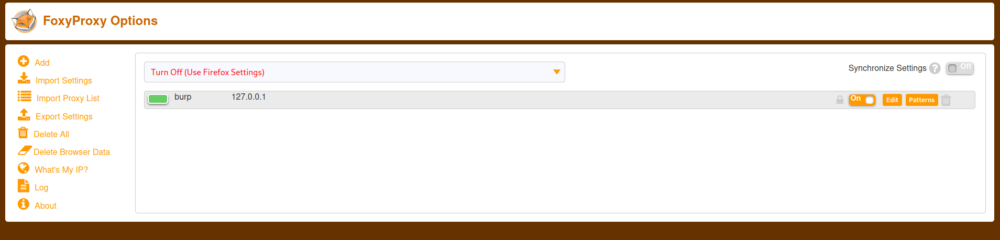 FoxyProxy Options
Add
Import Settings
Import Proxy List
Export Settings
Delete All
Delete Browser Data
What's My IP?
Log
About
Turn Off (Use Firefox Settings)
Synchronize Settings ? Off
burp 127.0.0.1 On Edit Patterns